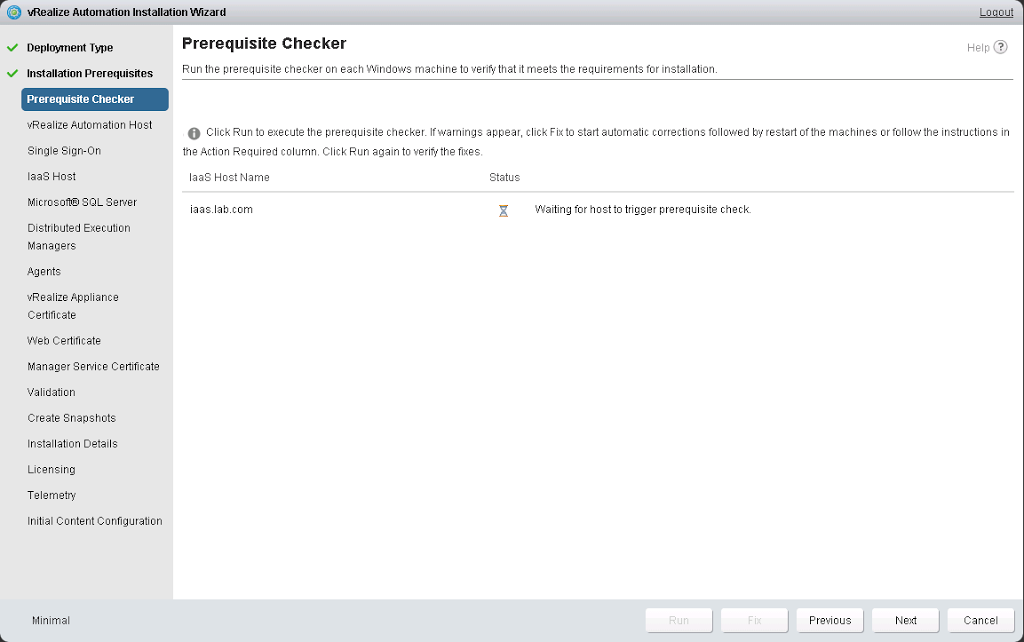 vRealize Automation Installation Wizard
Logout
Deployment Type
Installation Prerequisites
Prerequisite Checker
vRealize Automation Host
Single Sign-On
IaaS Host
Microsoft® SQL Server
Distributed Execution
Managers
Agents
vRealize Appliance
Certificate
Web Certificate
Manager Service Certificate
Validation
Create Snapshots
Installation Details
Licensing
Telemetry
Initial Content Configuration
Prerequisite Checker
Help ?
Run the prerequisite checker on each Windows machine to verify that it meets the requirements for installation.
Click Run to execute the prerequisite checker. If warnings appear, click Fix to start automatic corrections followed by restart of the machines or follow the instructions in
the Action Required column. Click Run again to verify the fixes.
IaaS Host Name Status
iaas.lab.com Waiting for host to trigger prerequisite check.
Minimal
Run Fix Previous Next Cancel